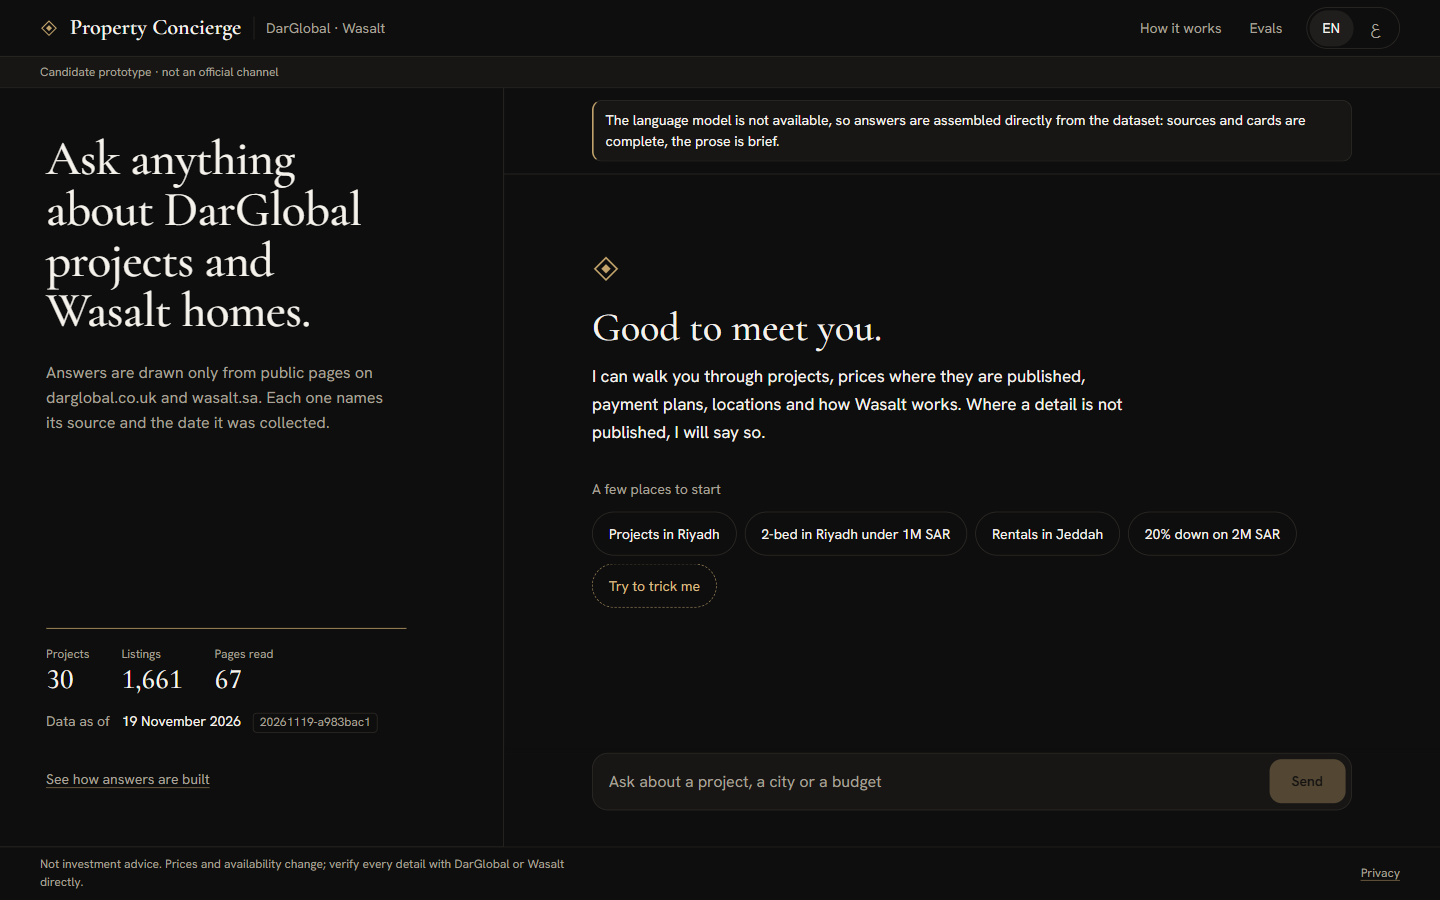 Property Concierge
DarGlobal · Wasalt
How it works
Evals
EN
ع
Candidate prototype · not an official channel
Ask anything
about DarGlobal
projects and
Wasalt homes.
Answers are drawn only from public pages on
darglobal.co.uk and wasalt.sa. Each one names
its source and the date it was collected.
Projects
30
Listings
1,661
Pages read
67
Data as of 19 November 2026 20261119-a983bac1
See how answers are built
The language model is not available, so answers are assembled directly from the dataset: sources and cards are
complete, the prose is brief.
Good to meet you.
I can walk you through projects, prices where they are published,
payment plans, locations and how Wasalt works. Where a detail is not
published, I will say so.
A few places to start
Projects in Riyadh
2-bed in Riyadh under 1M SAR
Rentals in Jeddah
20% down on 2M SAR
Try to trick me
Ask about a project, a city or a budget
Send
Not investment advice. Prices and availability change; verify every detail with DarGlobal or Wasalt
directly.
Privacy